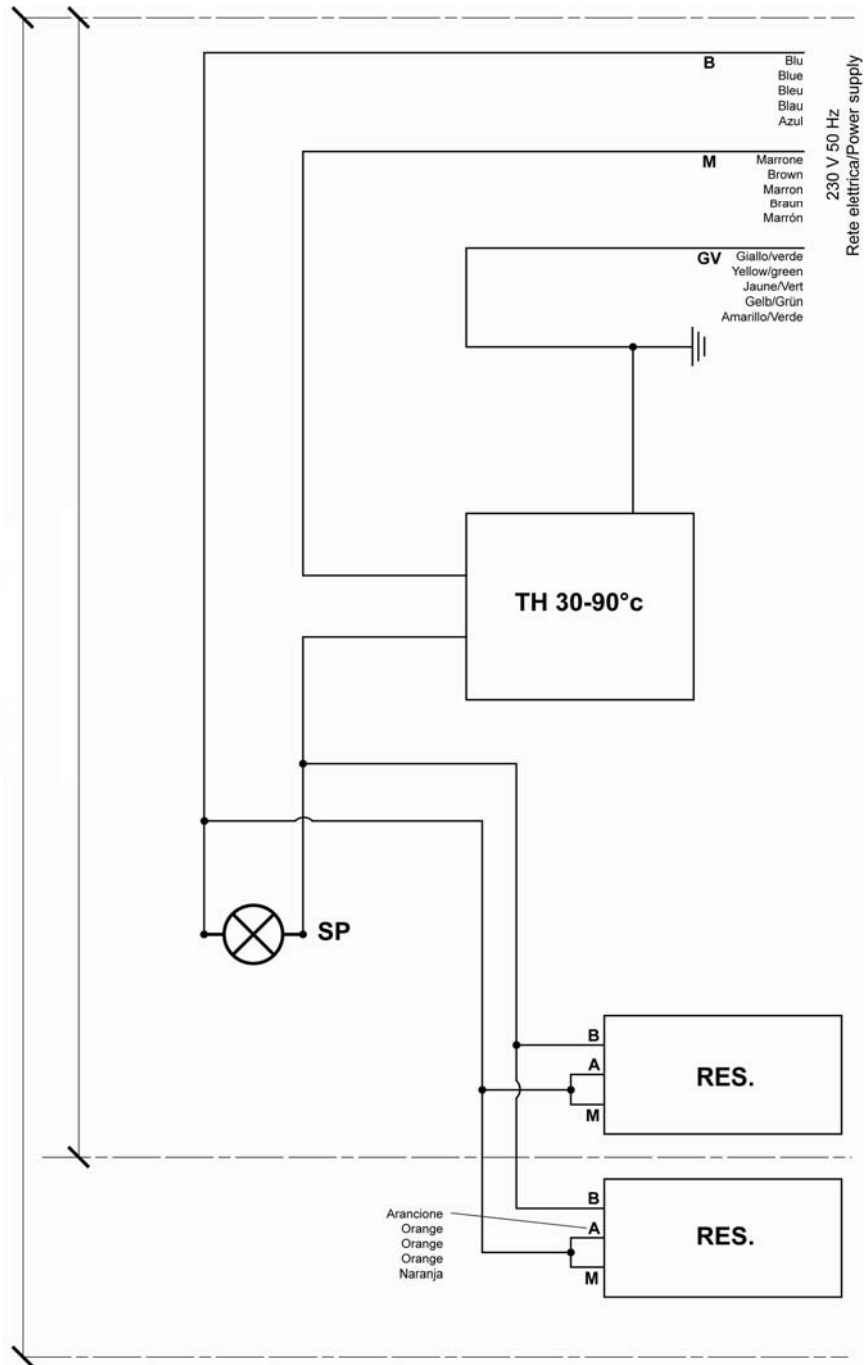 B
Blu
Blue
Bleu
Blau
Azul
M
Marrone
Brown
Marron
Braun
Marrón
GV
Giallo/verde
Yellow/green
Jaune/Vert
Gelb/Grün
Amarillo/Verde
230 V 50 Hz
Rete elettrica/Power supply
TH 30-90°c
SP
B
A
M
RES.
Arancione
Orange
Orange
Orange
Naranja
B
A
M
RES.